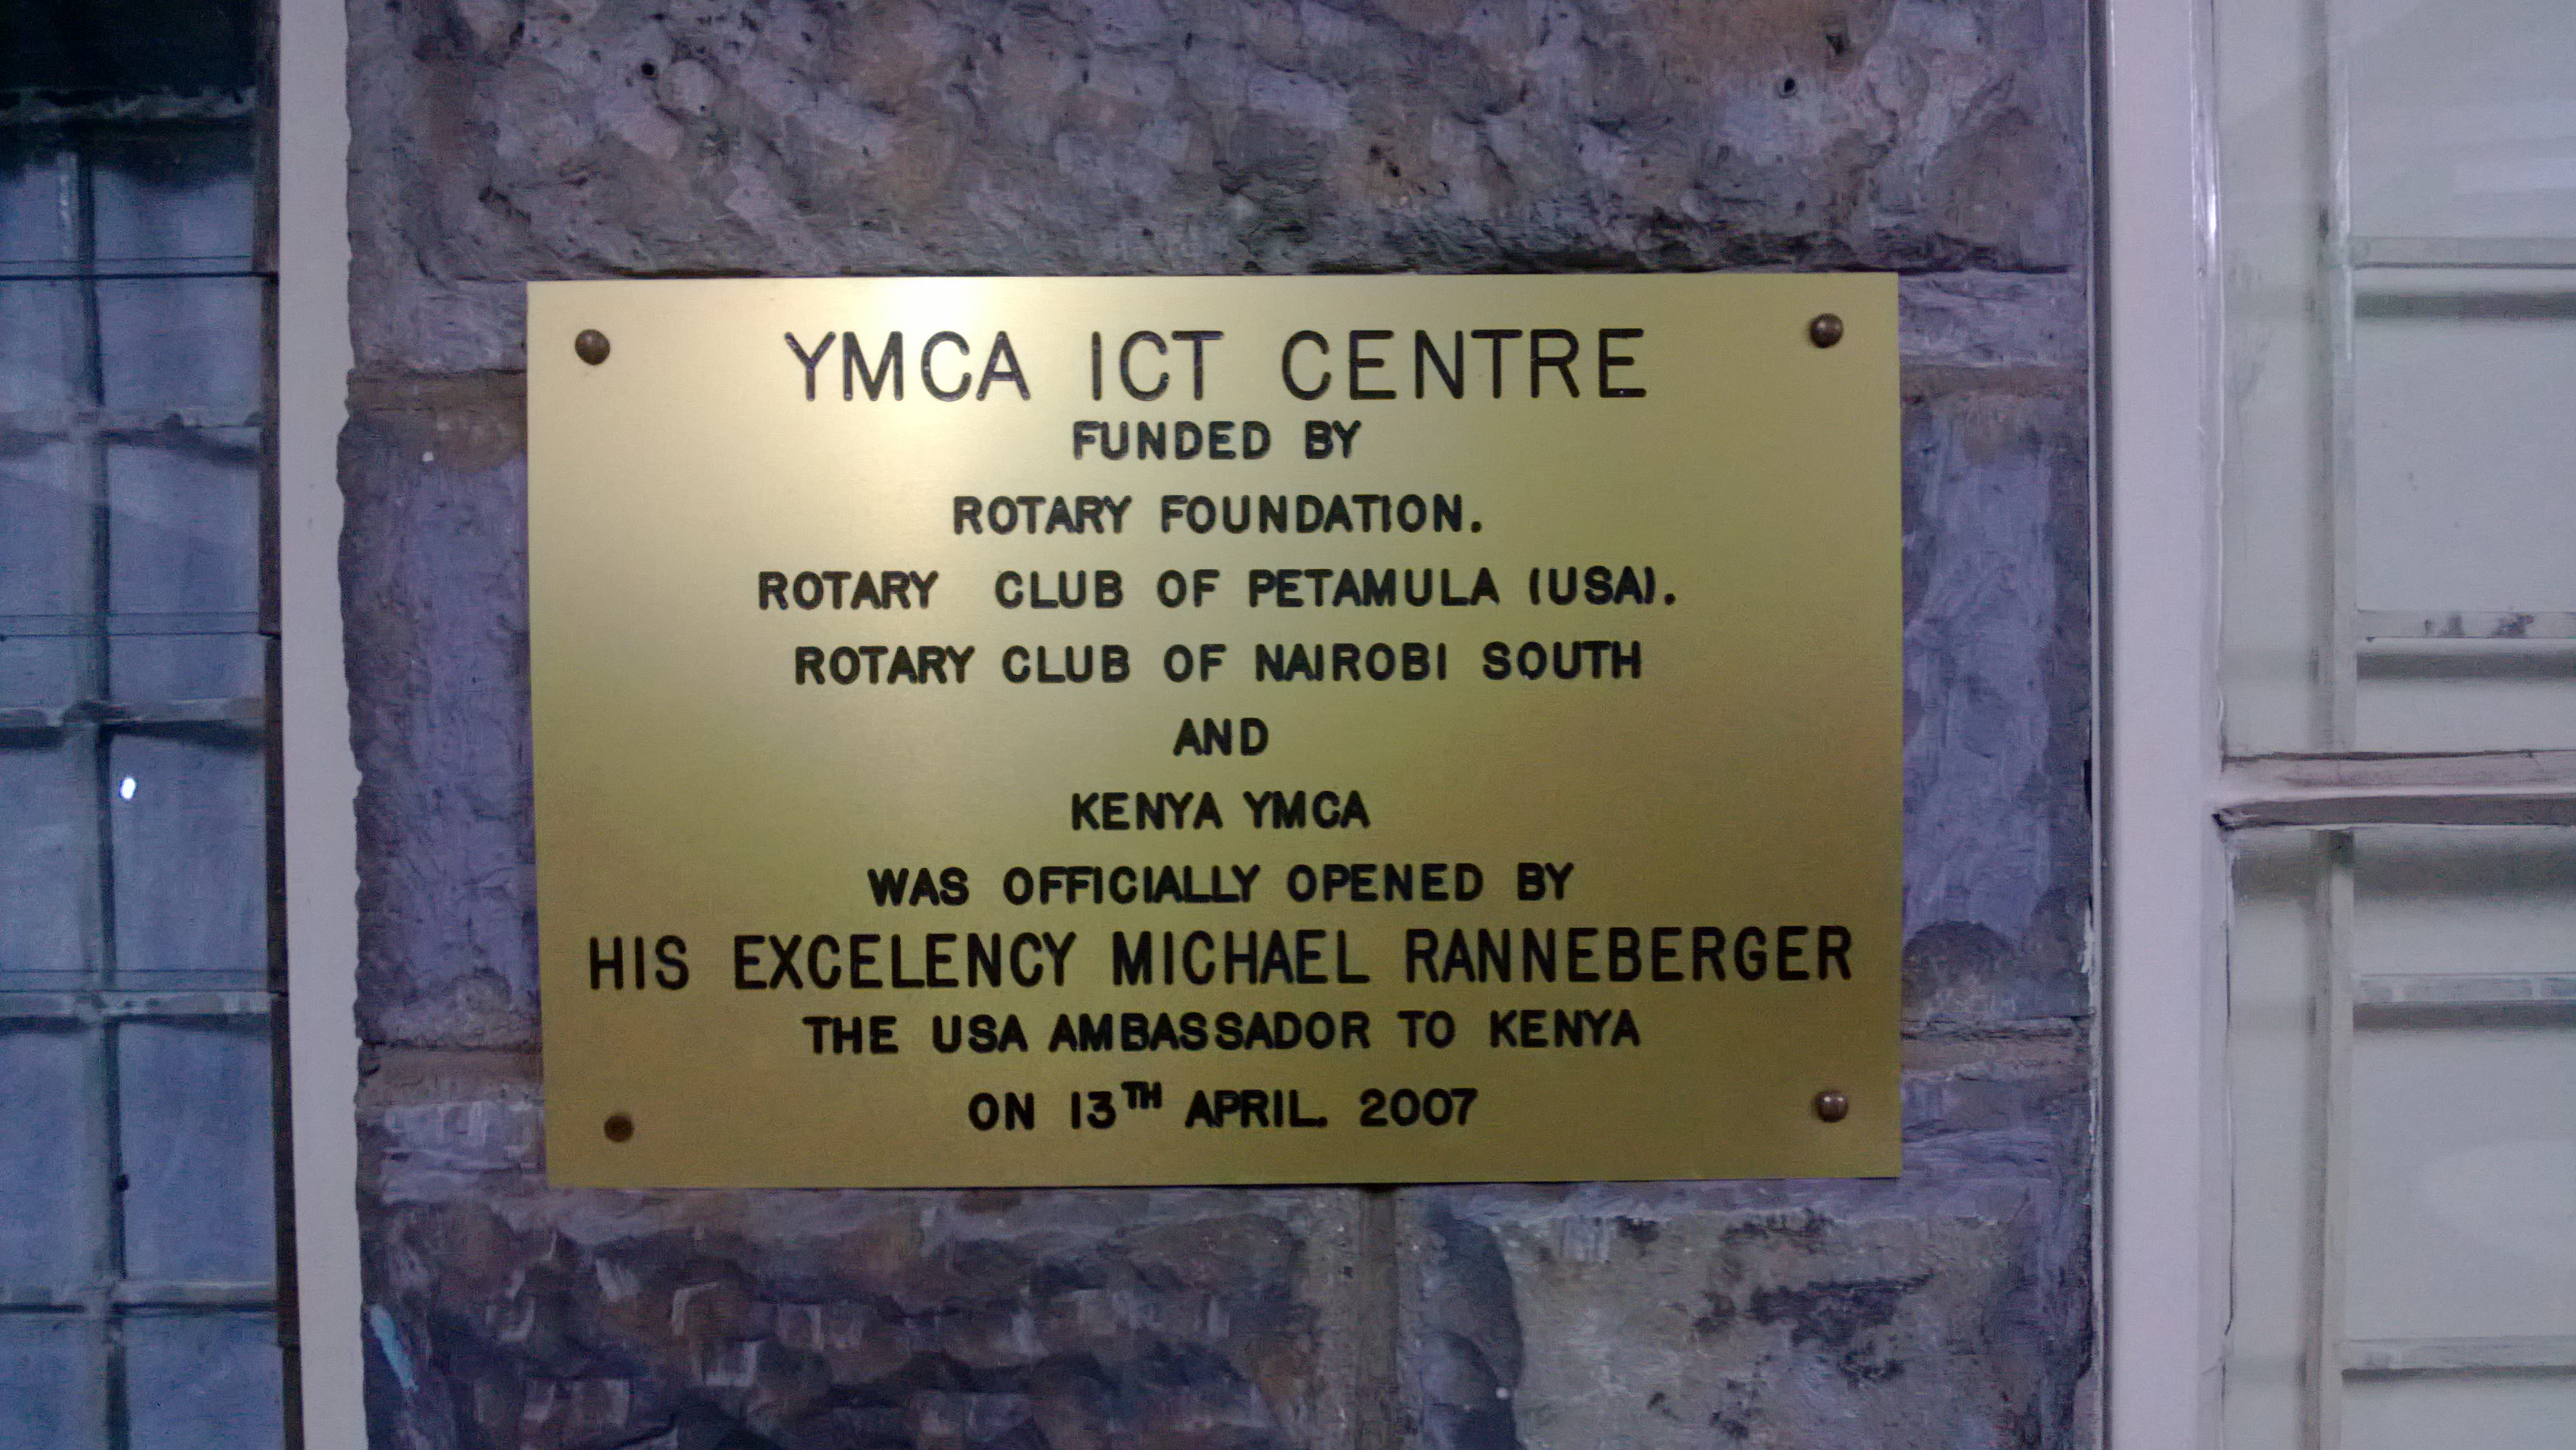 YMCA ICT CENTRE
FUNDED BY
ROTARY FOUNDATION.
ROTARY CLUB OF PETAMULA (USA).
ROTARY CLUB OF NAIROBI SOUTH
AND
KENYA YMCA
WAS OFFICIALLY OPENED BY
HIS EXCELENCY MICHAEL RANNEBERGER
THE USA AMBASSADOR TO KENYA
ON 13TH APRIL. 2007